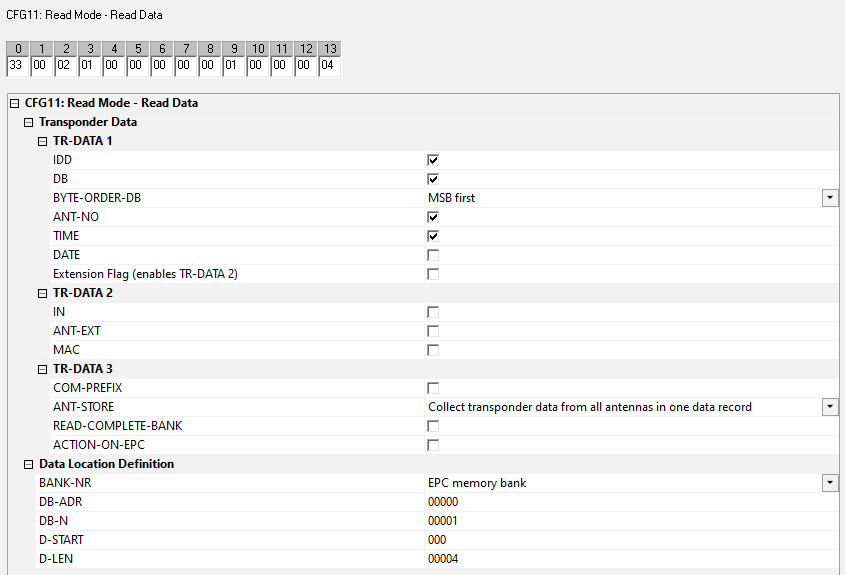 CFG11: Read Mode - Read Data
0 1 2 3 4 5 6 7 8 9 10 11 12 13
33 00 02 01 00 00 00 00 00 01 00 00 00 04
CFG11: Read Mode - Read Data
Transponder Data
TR-DATA 1
IDD
DB
BYTE-ORDER-DB MSB first
ANT-NO
TIME
DATE
Extension Flag (enables TR-DATA 2)
TR-DATA 2
IN
ANT-EXT
MAC
TR-DATA 3
COM-PREFIX
ANT-STORE Collect transponder data from all antennas in one data record
READ-COMPLETE-BANK
ACTION-ON-EPC
Data Location Definition
BANK-NR EPC memory bank
DB-ADR 00000
DB-N 00001
D-START 000
D-LEN 00004